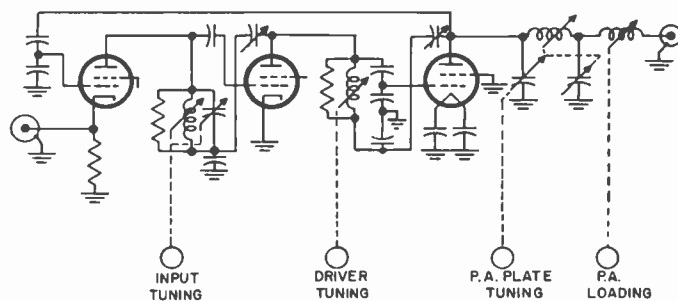 INPUT
TUNING
DRIVER
TUNING
P.A. PLATE
TUNING
P.A.
LOADING